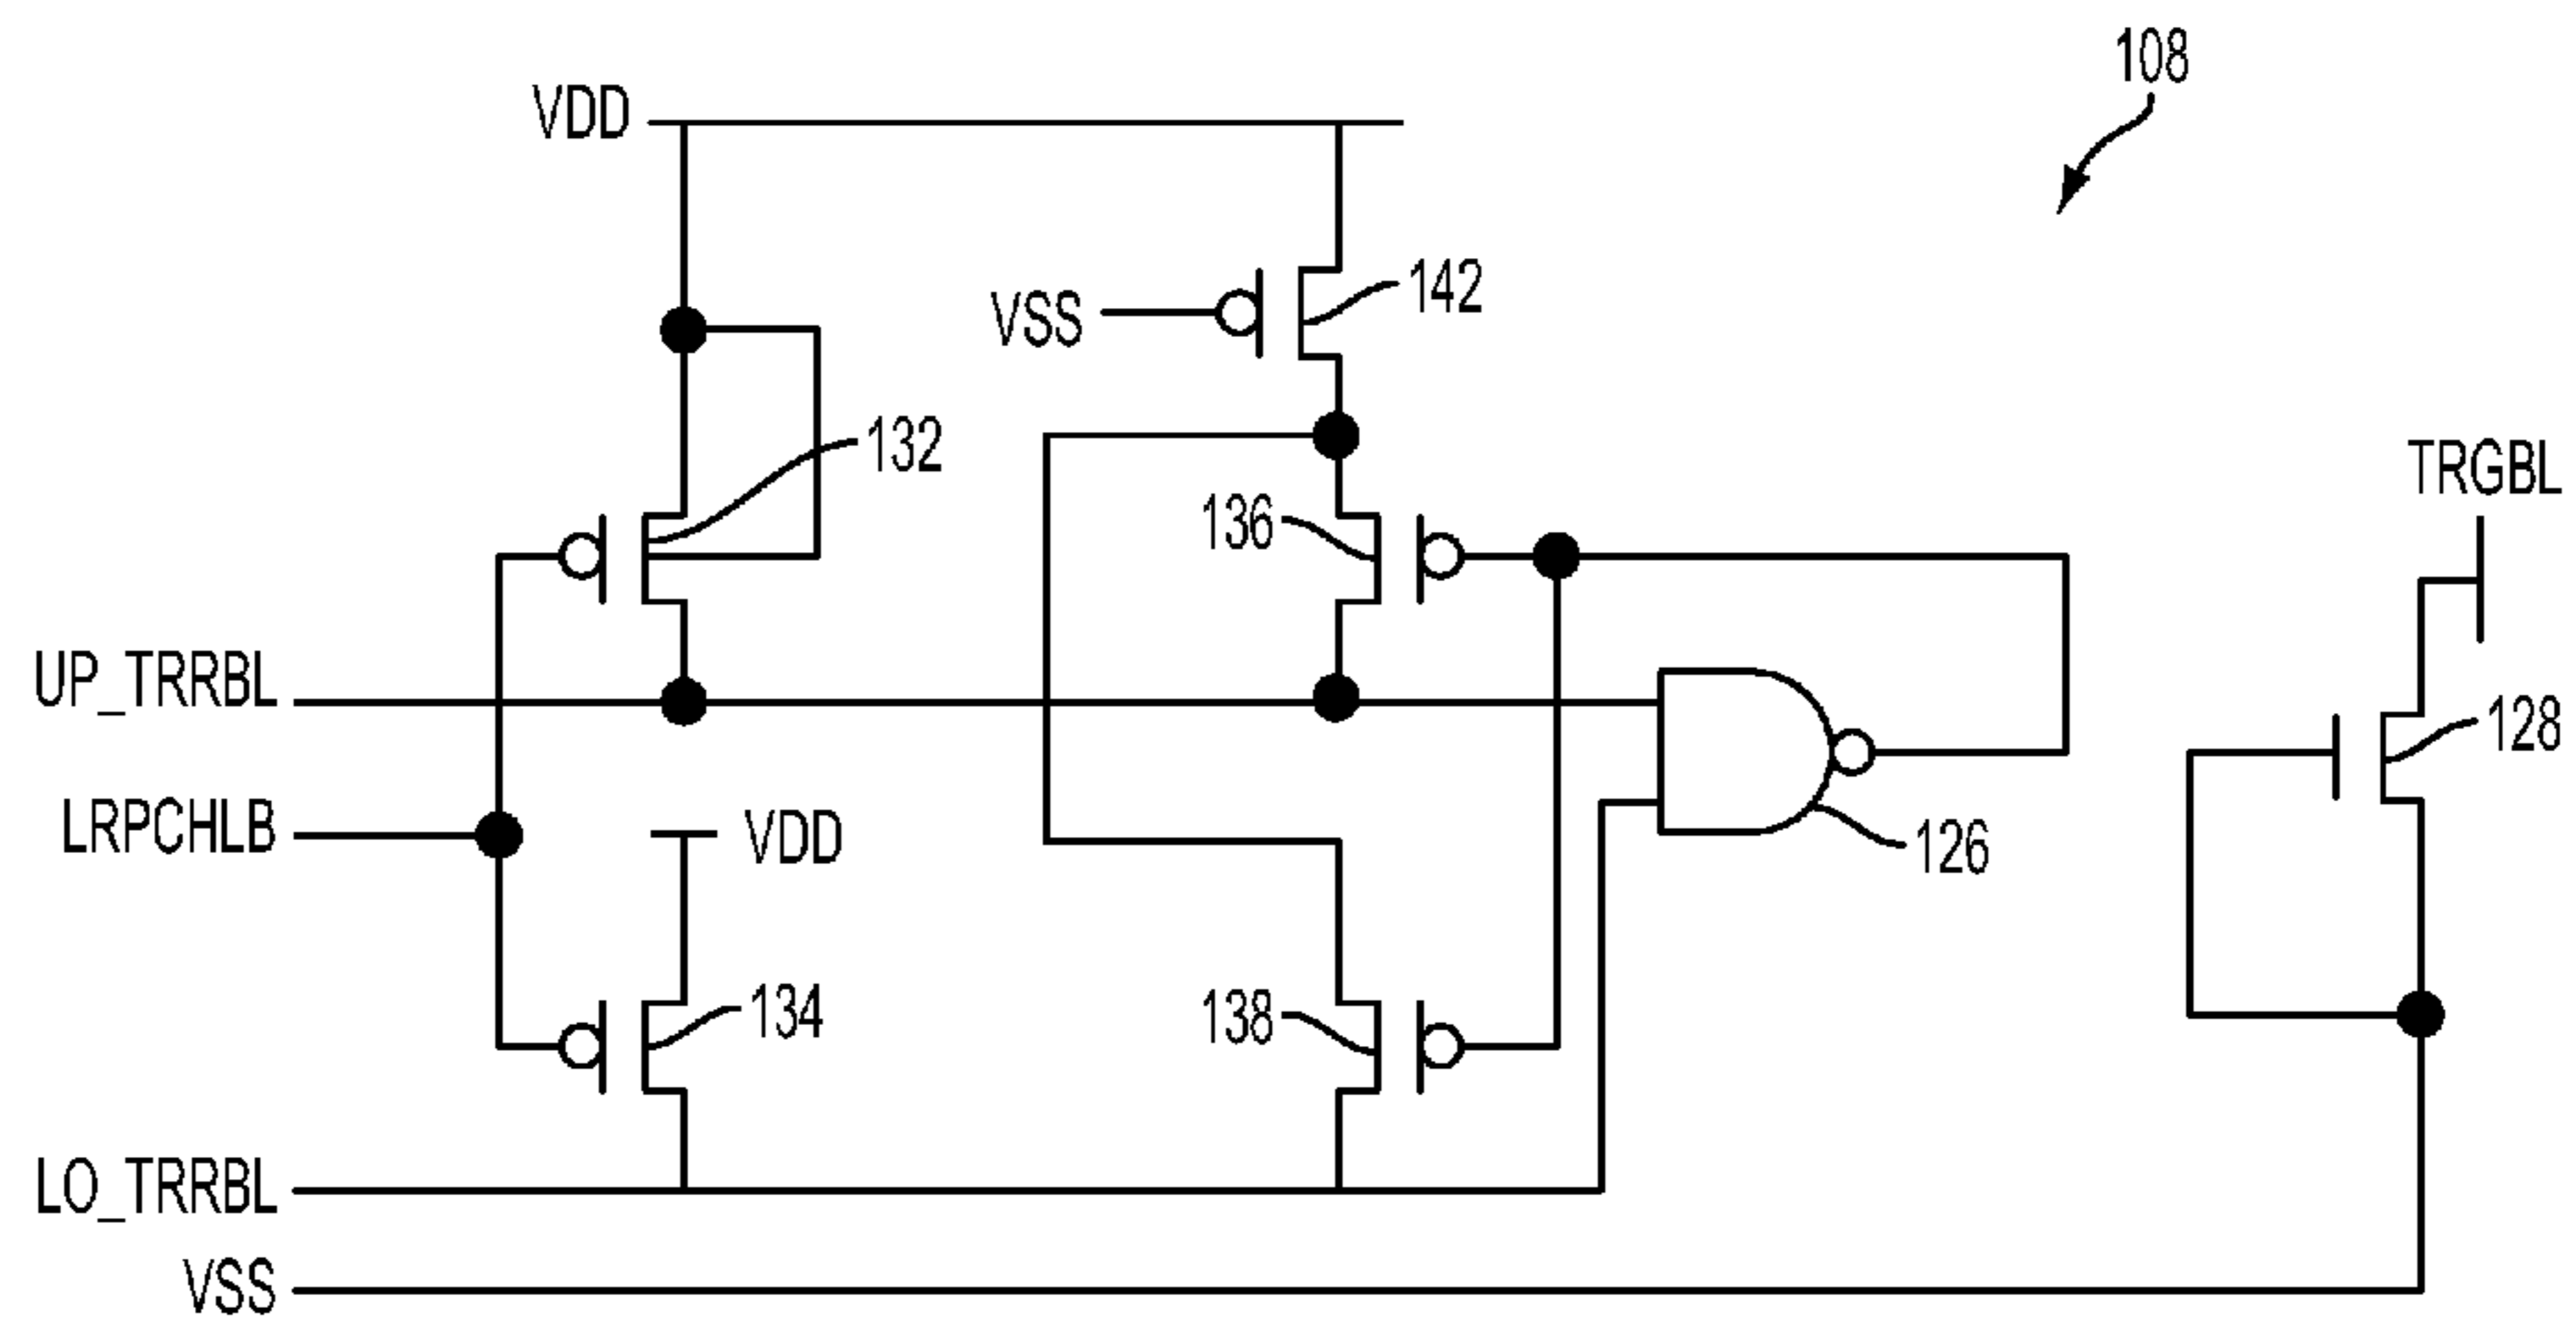 108
VDD
VSS
142
132
136
TRGBL
UP_TRRBL
128
LRPCHLB
VDD
126
134
138
LO_TRRBL
VSS